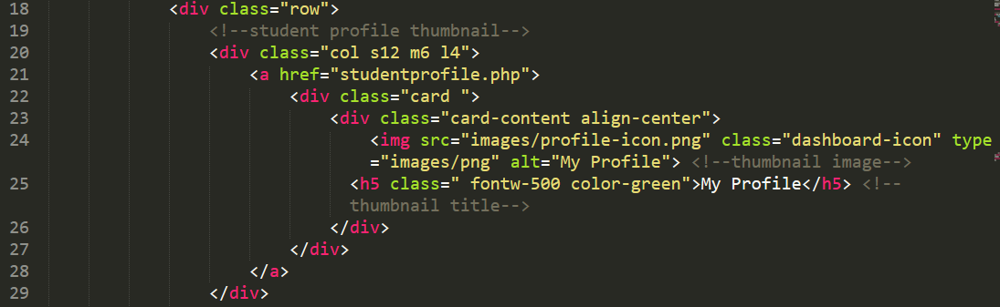 18 <div class="row">
19 <!--student profile thumbnail-->
20 <div class="col s12 m6 l4">
21 <a href="studentprofile.php">
22 <div class="card ">
23 <div class="card-content align-center">
24 <img src="images/profile-icon.png" class="dashboard-icon" type
="images/png" alt="My Profile"> <!--thumbnail image-->
25 <h5 class=" fontw-500 color-green">My Profile</h5> <!--
thumbnail title-->
26 </div>
27 </div>
28 </a>
29 </div>